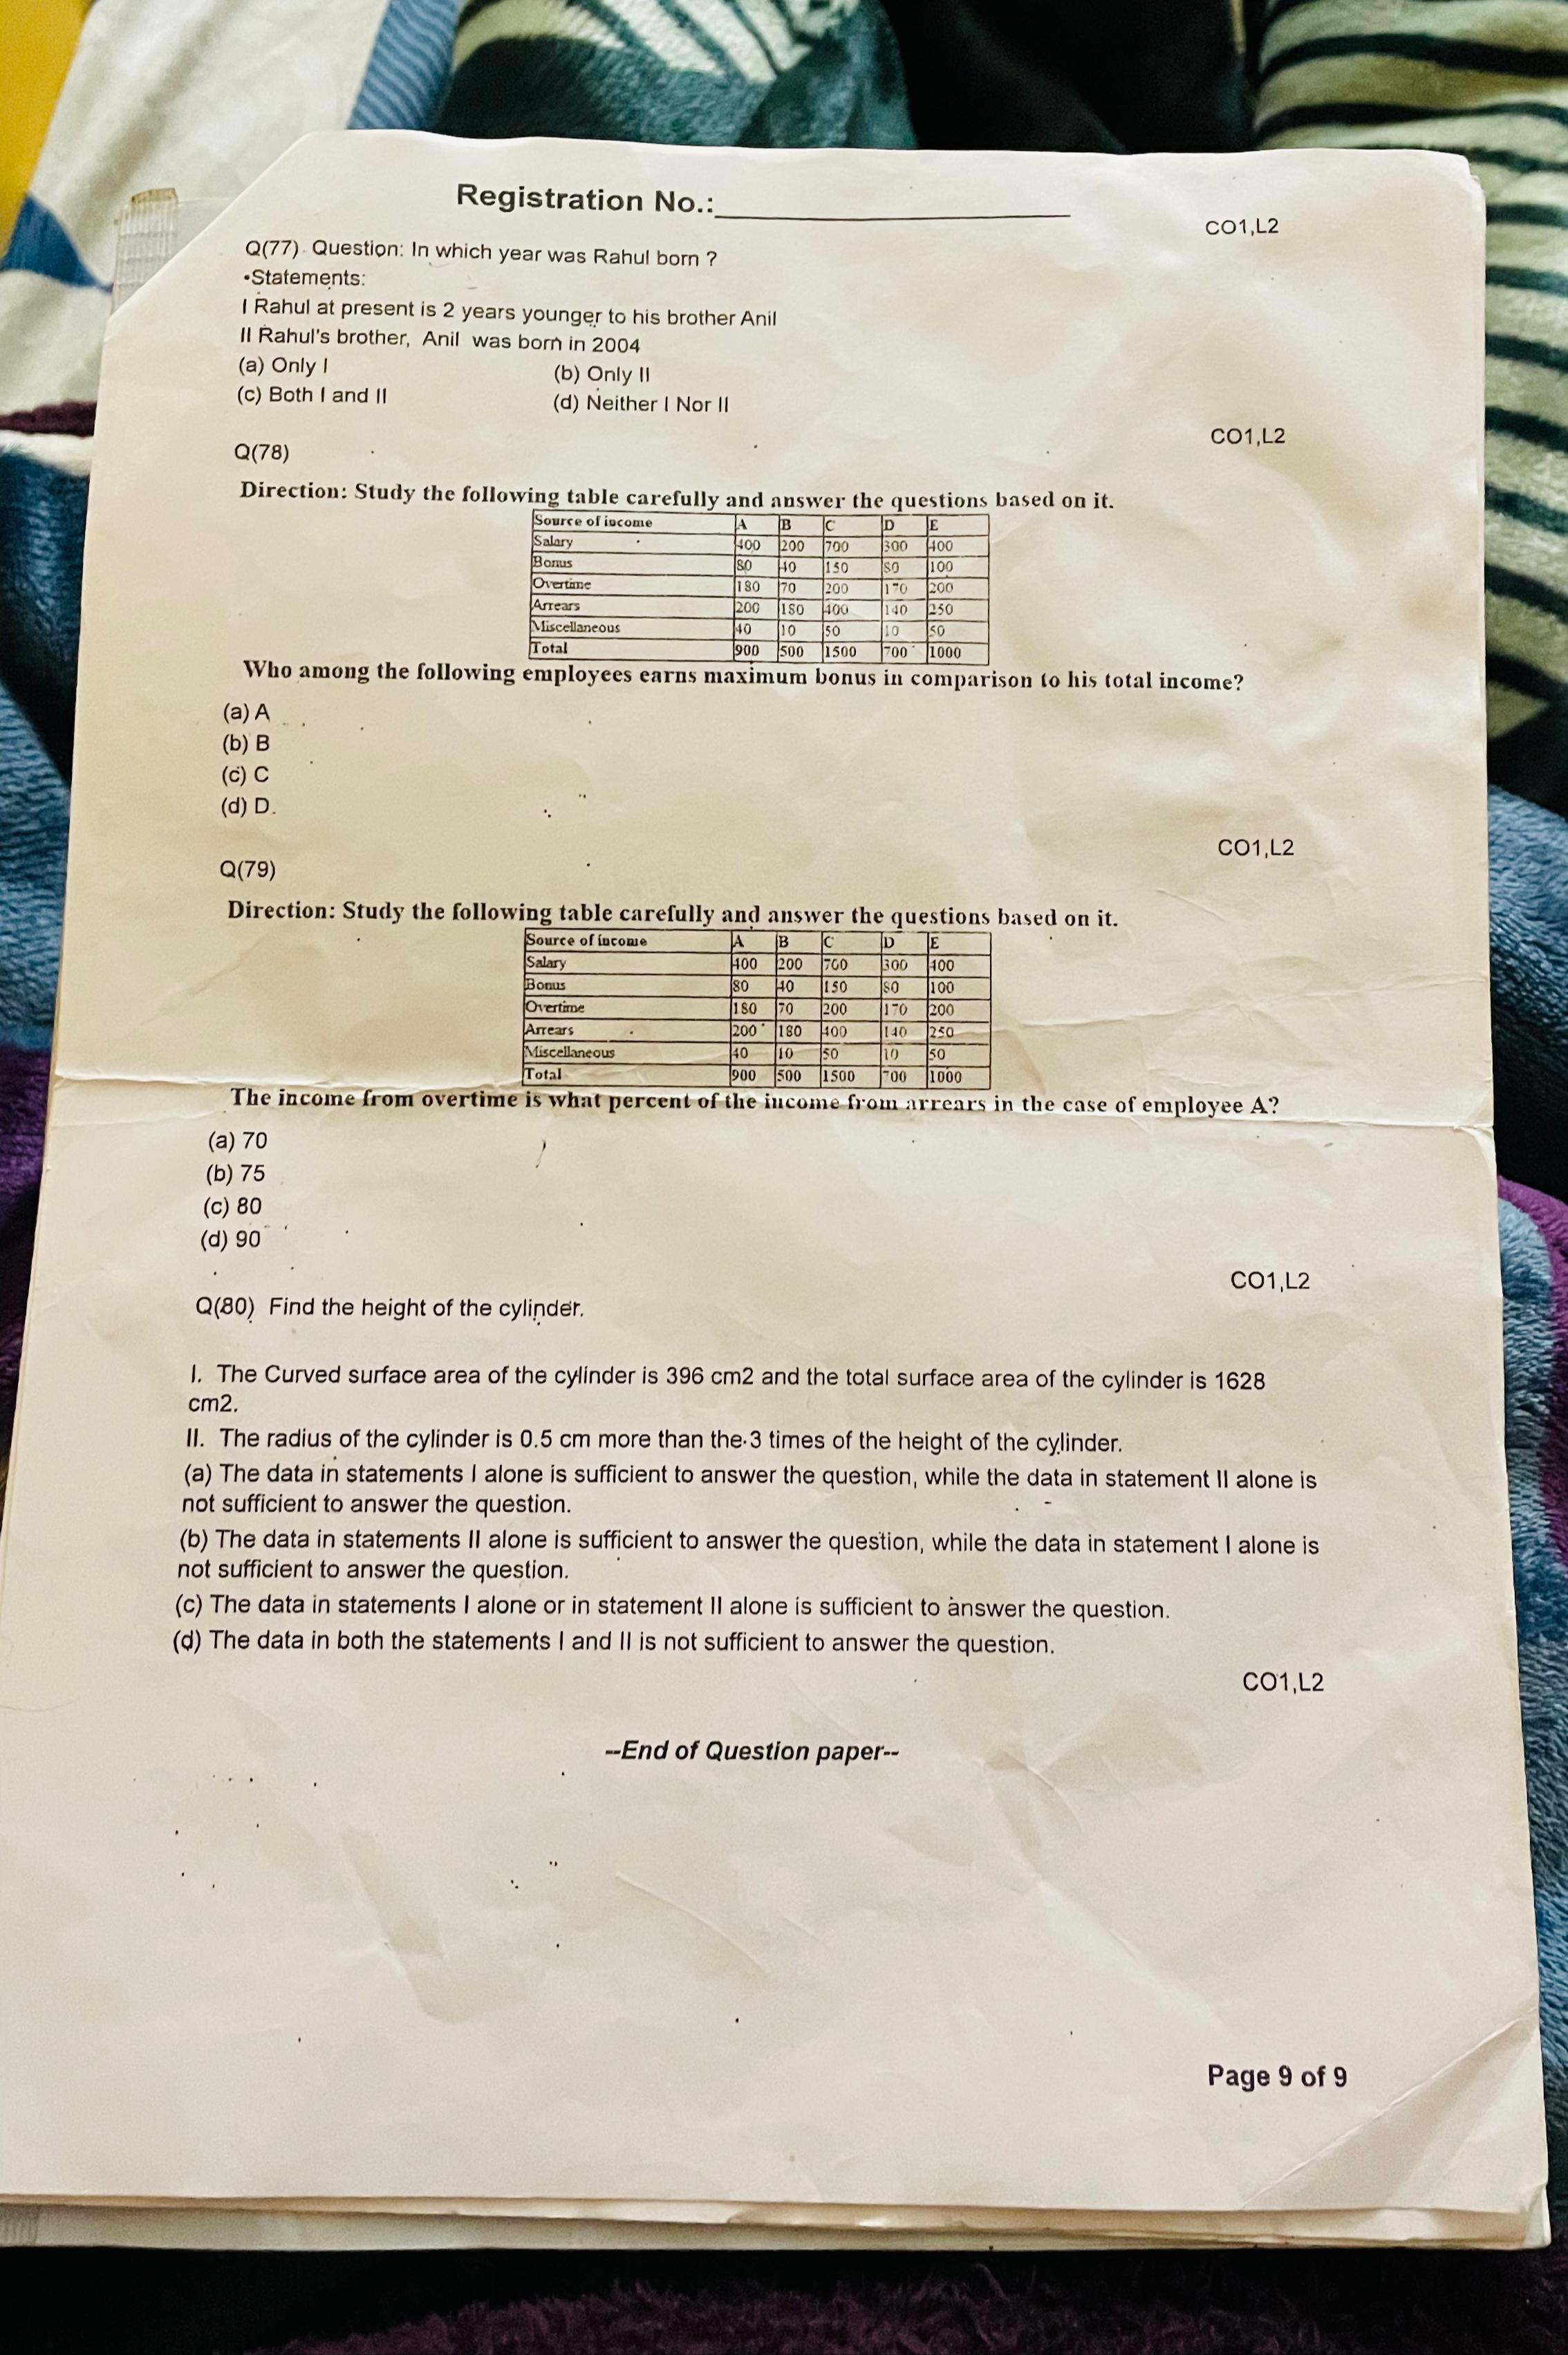 Registration No.:
CO1,L2
Q(77) Question: In which year was Rahul born ?
•Statements:
I Rahul at present is 2 years younger to his brother Anil
II Rahul's brother, Anil was born in 2004
(a) Only I (b) Only II
(c) Both I and II (d) Neither I Nor II
CO1,L2
Q(78)
Direction: Study the following table carefully and answer the questions based on it.
Source of income A B C D E
Salary 400 200 700 300 400
Bonus 80 40 150 80 100
Overtime 180 70 200 170 200
Arrears 200 180 400 140 250
Miscellaneous 40 10 50 10 50
Total 900 500 1500 700 1000
Who among the following employees earns maximum bonus in comparison to his total income?
(a) A
(b) B
(c) C
(d) D.
CO1,L2
Q(79)
Direction: Study the following table carefully and answer the questions based on it.
Source of income A B C D E
Salary 400 200 700 300 400
Bonus 80 40 150 80 100
Overtime 180 70 200 170 200
Arrears 200 180 400 140 250
Miscellaneous 40 10 50 10 50
Total 900 500 1500 700 1000
The income from overtime is what percent of the income from arrears in the case of employee A?
(a) 70
(b) 75
(c) 80
(d) 90
CO1,L2
Q(80) Find the height of the cylinder.
I. The Curved surface area of the cylinder is 396 cm2 and the total surface area of the cylinder is 1628
cm2.
II. The radius of the cylinder is 0.5 cm more than the 3 times of the height of the cylinder.
(a) The data in statements I alone is sufficient to answer the question, while the data in statement II alone is
not sufficient to answer the question.
(b) The data in statements II alone is sufficient to answer the question, while the data in statement I alone is
not sufficient to answer the question.
(c) The data in statements I alone or in statement II alone is sufficient to answer the question.
(d) The data in both the statements I and II is not sufficient to answer the question.
CO1,L2
--End of Question paper--
Page 9 of 9